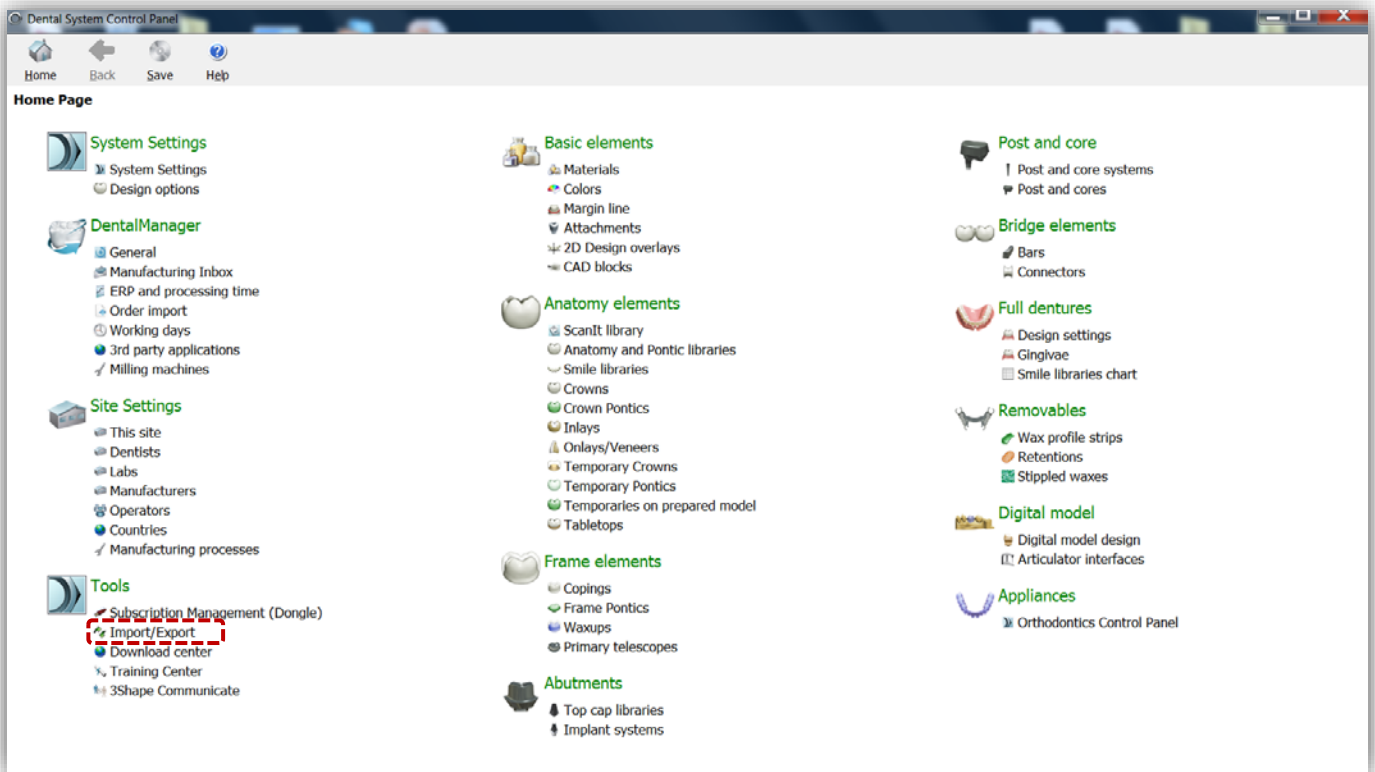 Dental System Control Panel
Home
Back
Save
Help
Home Page
System Settings
System Settings
Design options
DentalManager
General
Manufacturing Inbox
ERP and processing time
Order import
Working days
3rd party applications
Milling machines
Site Settings
This site
Dentists
Labs
Manufacturers
Operators
Countries
Manufacturing processes
Tools
Subscription Management (Dongle)
Import/Export
Download center
Training Center
3Shape Communicate
Basic elements
Materials
Colors
Margin line
Attachments
2D Design overlays
CAD blocks
Anatomy elements
ScanIt library
Anatomy and Pontic libraries
Smile libraries
Crowns
Crown Pontics
Inlays
Onlays/Veneers
Temporary Crowns
Temporary Pontics
Temporaries on prepared model
Tabletops
Frame elements
Copings
Frame Pontics
Waxups
Primary telescopes
Abutments
Top cap libraries
Implant systems
Post and core
Post and core systems
Post and cores
Bridge elements
Bars
Connectors
Full dentures
Design settings
Gingivae
Smile libraries chart
Removables
Wax profile strips
Retentions
Stippled waxes
Digital model
Digital model design
Articulator interfaces
Appliances
Orthodontics Control Panel